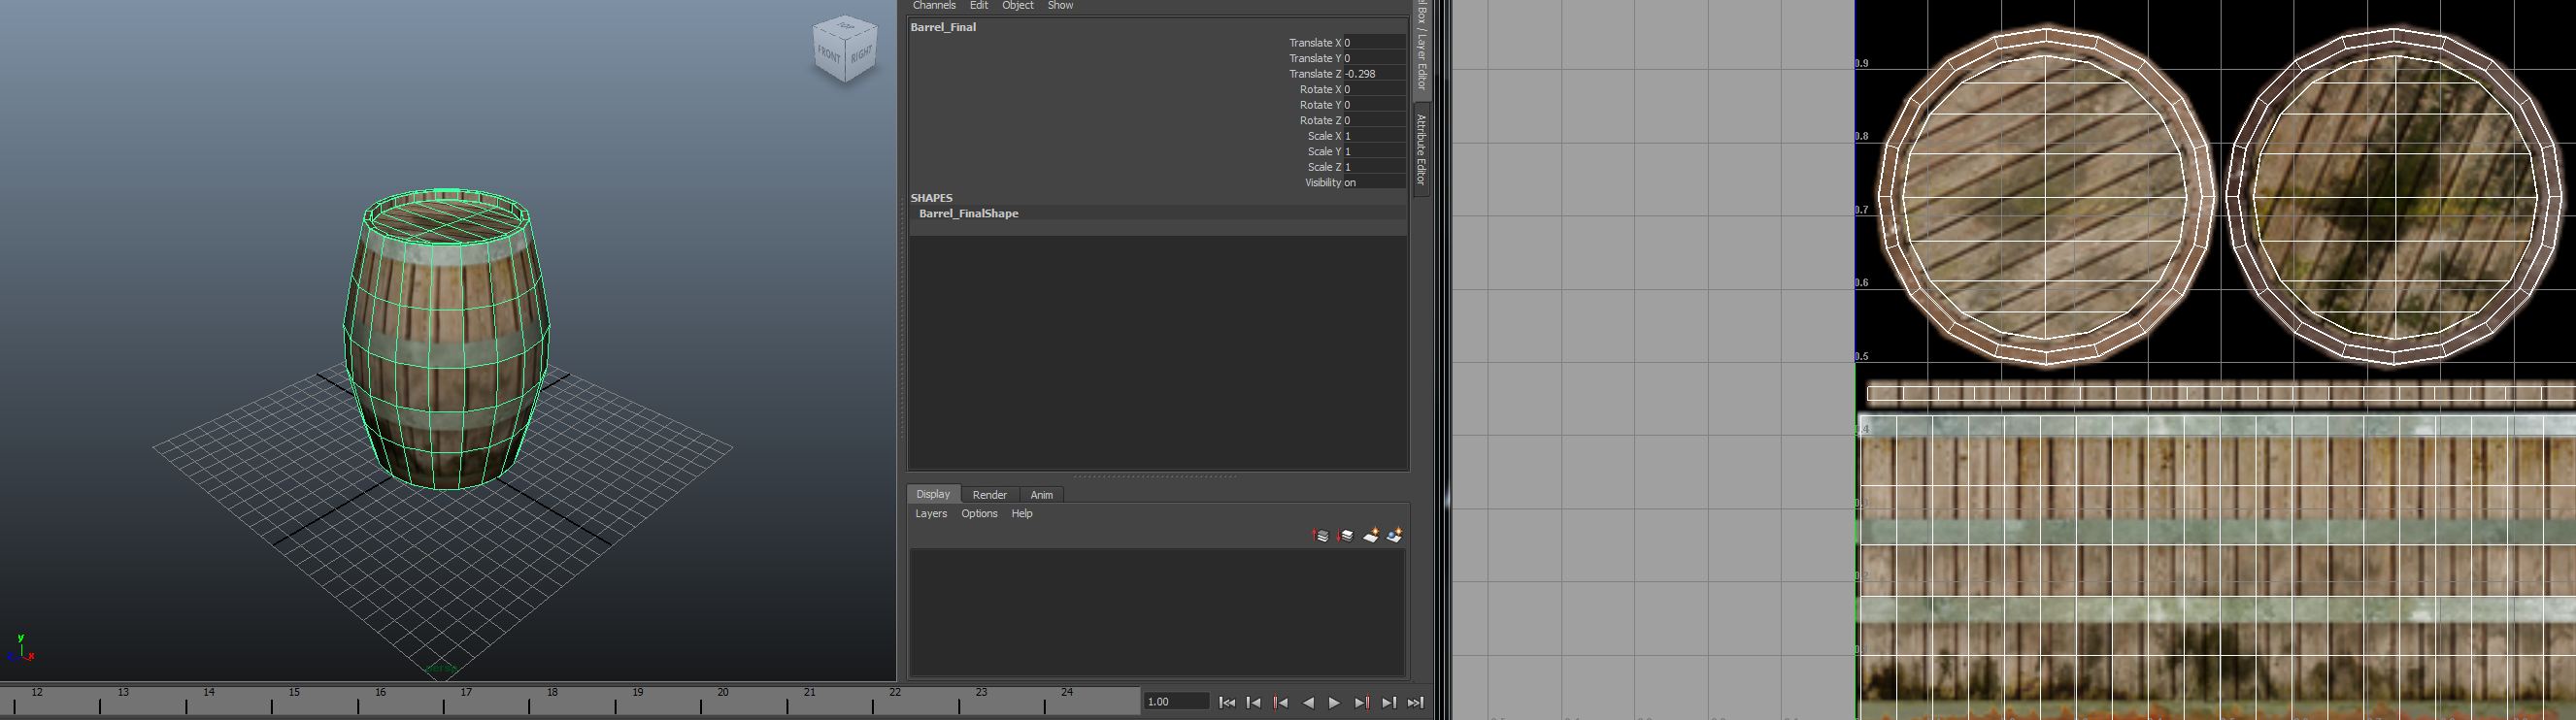 Channels Edit Object Show
Barrel_Final
Translate X 0
Translate Y 0
Translate Z -0.298
Rotate X 0
Rotate Y 0
Rotate Z 0
Scale X 1
Scale Y 1
Scale Z 1
Visibility on
SHAPES
Barrel_FinalShape
Display Render Anim
Layers Options Help
TOP
FRONT
RIGHT
y
x
12 13 14 15 16 17 18 19 20 21 22 23 24
1.00
Box / Layer Editor
Attribute Editor
0.9
0.8
0.7
0.6
0.5